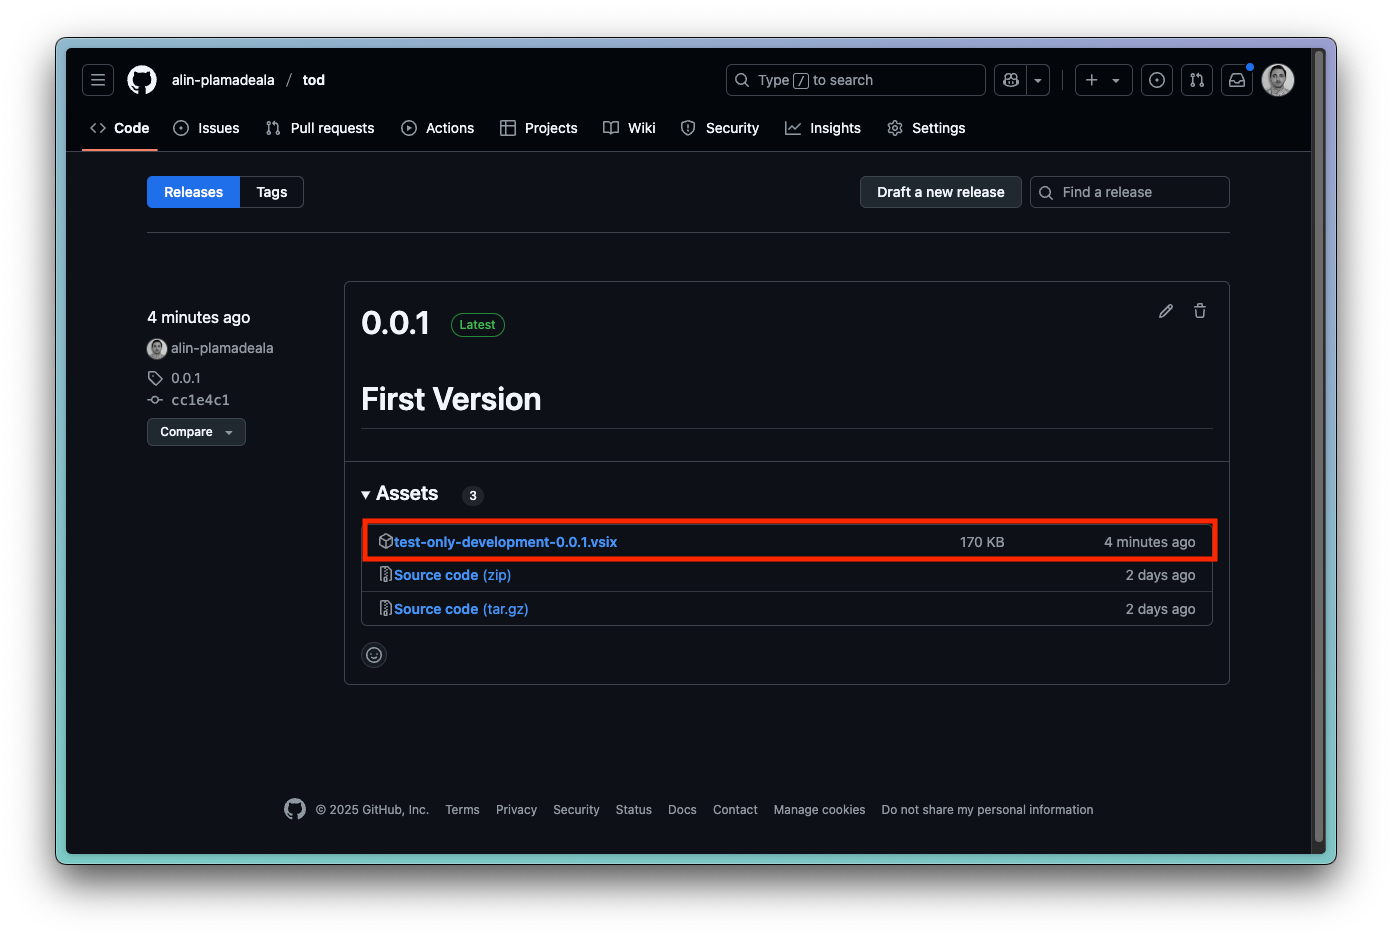 alin-plamadeala / tod
Type / to search
Code Issues Pull requests Actions Projects Wiki Security Insights Settings
Releases Tags
Draft a new release
Find a release
4 minutes ago
alin-plamadeala
0.0.1
cc1e4c1
Compare
0.0.1 Latest
First Version
Assets 3
test-only-development-0.0.1.vsix 170 KB 4 minutes ago
Source code (zip) 2 days ago
Source code (tar.gz) 2 days ago
© 2025 GitHub, Inc. Terms Privacy Security Status Docs Contact Manage cookies Do not share my personal information